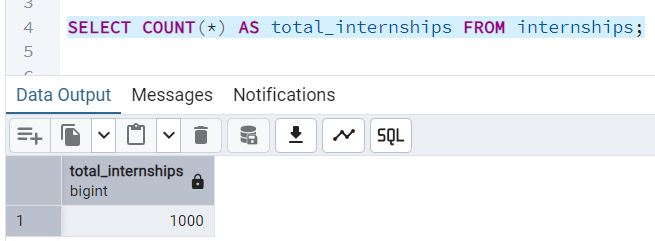 3
4 SELECT COUNT(*) AS total_internships FROM internships;
5
Data Output Messages Notifications
SQL
total_internships
bigint
1 1000